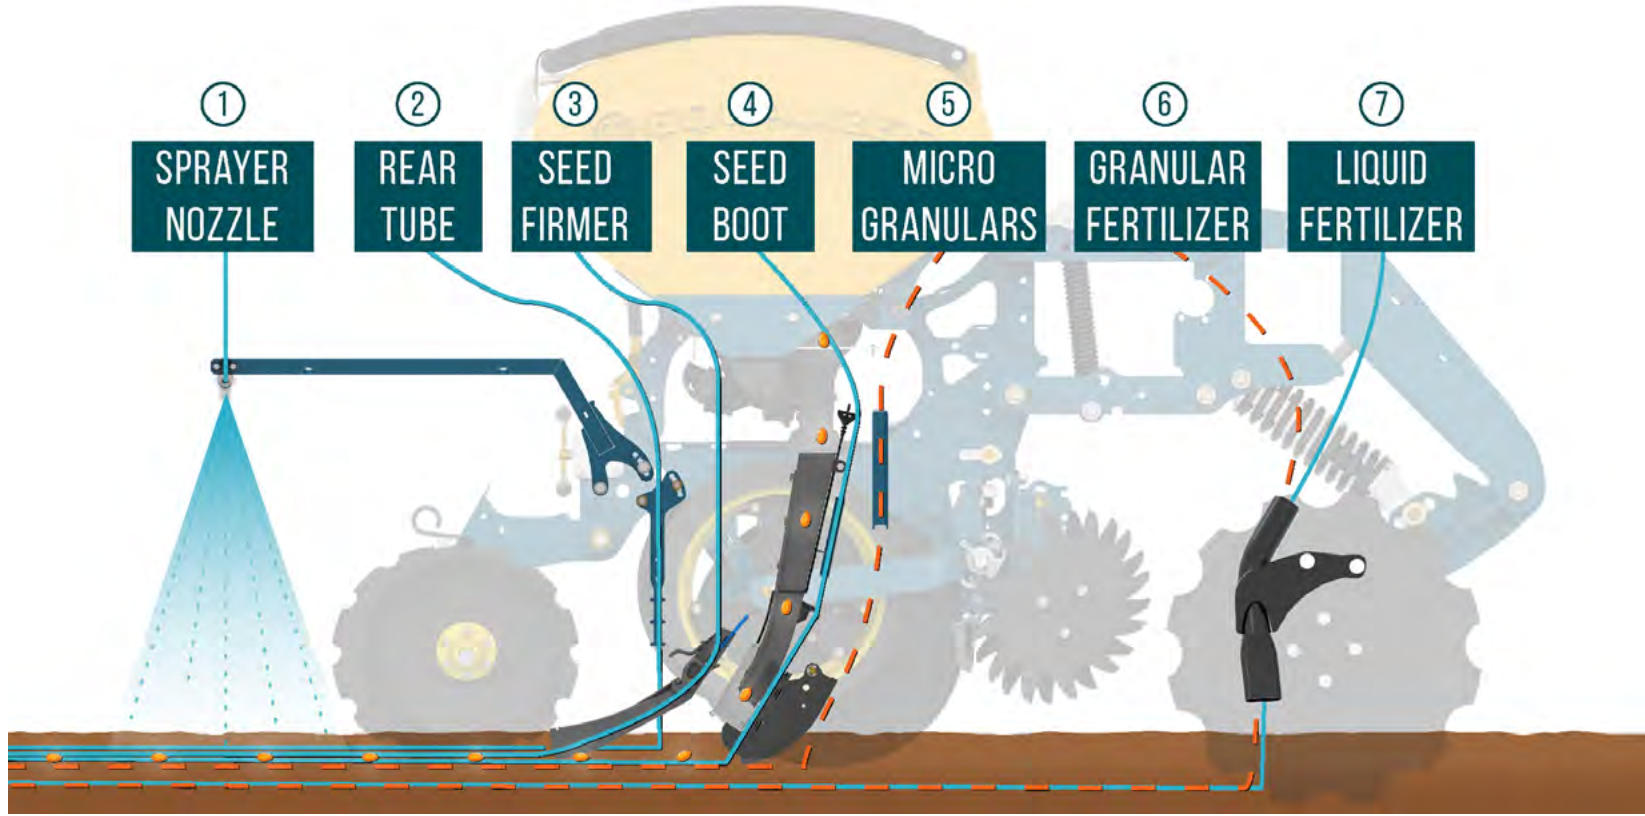 1
SPRAYER
NOZZLE
2
REAR
TUBE
3
SEED
FIRMER
4
SEED
BOOT
5
MICRO
GRANULARS
6
GRANULAR
FERTILIZER
7
LIQUID
FERTILIZER